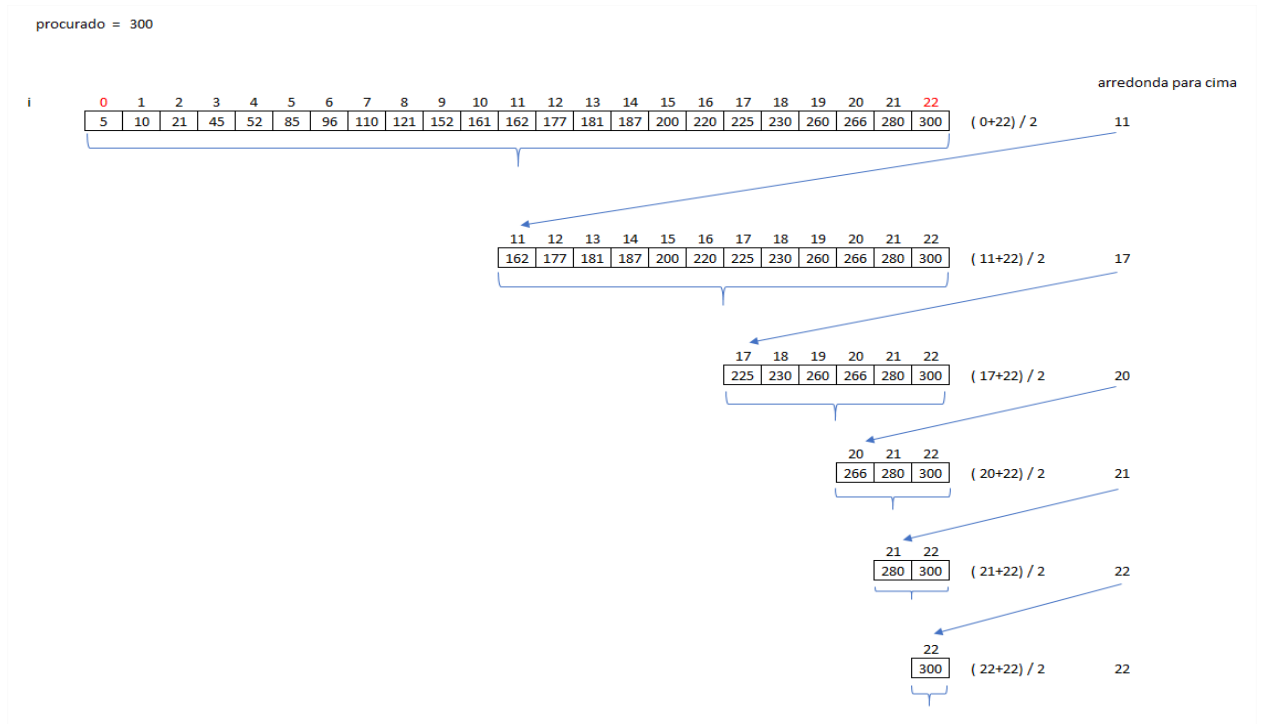 procurado = 300
arredonda para cima
i 0 1 2 3 4 5 6 7 8 9 10 11 12 13 14 15 16 17 18 19 20 21 22
5 10 21 45 52 85 96 110 121 152 161 162 177 181 187 200 220 225 230 260 266 280 300 ( 0+22) / 2 11
11 12 13 14 15 16 17 18 19 20 21 22
162 177 181 187 200 220 225 230 260 266 280 300 ( 11+22) / 2 17
17 18 19 20 21 22
225 230 260 266 280 300 ( 17+22) / 2 20
20 21 22
266 280 300 ( 20+22) / 2 21
21 22
280 300 ( 21+22) / 2 22
22
300 ( 22+22) / 2 22